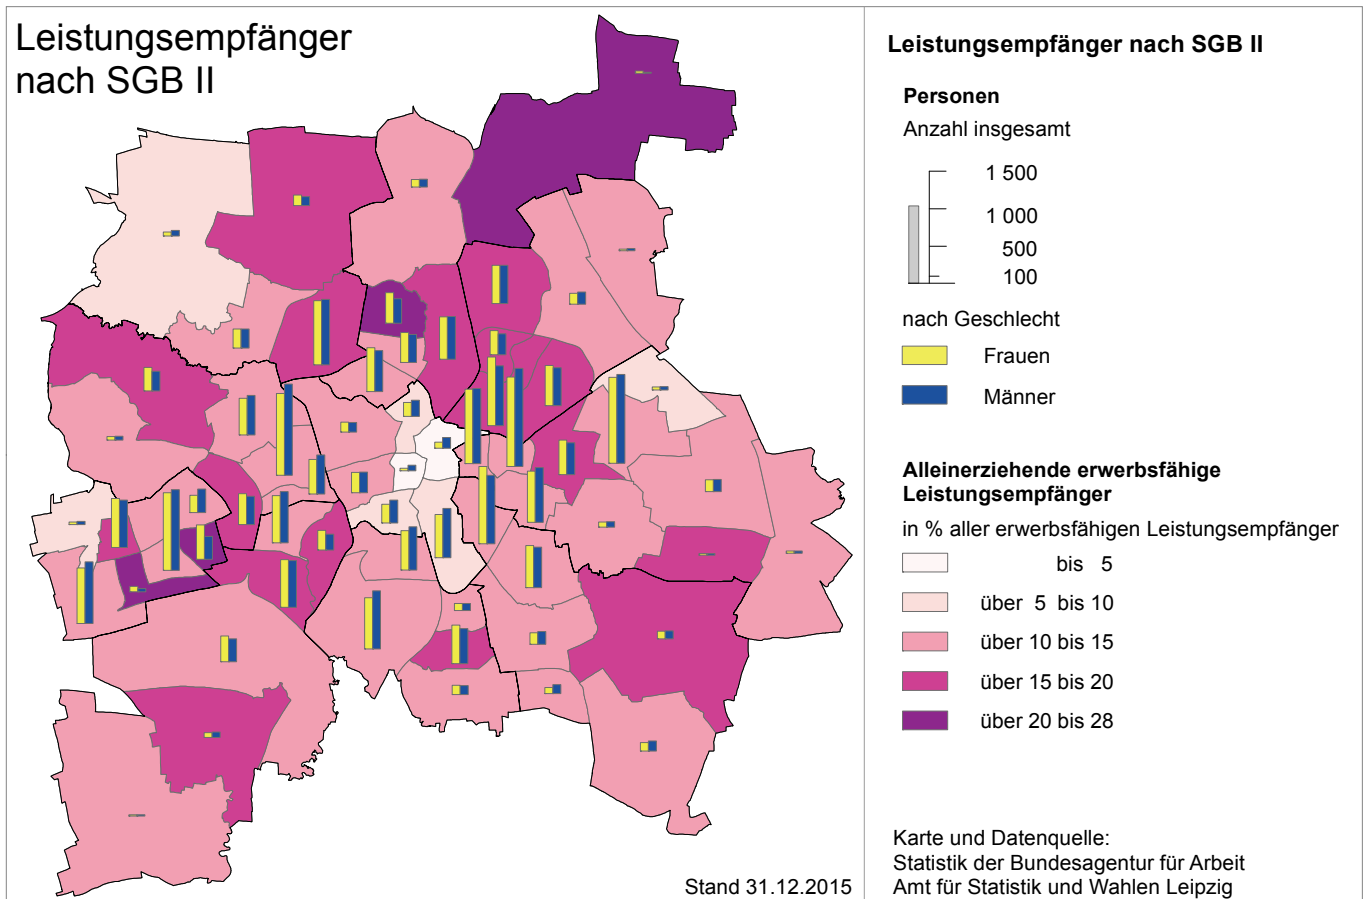 Leistungsempfänger
nach SGB II
Stand 31.12.2015
Leistungsempfänger nach SGB II
Personen
Anzahl insgesamt
1 500
1 000
500
100
nach Geschlecht
Frauen
Männer
Alleinerziehende erwerbsfähige
Leistungsempfänger
in % aller erwerbsfähigen Leistungsempfänger
bis 5
über 5 bis 10
über 10 bis 15
über 15 bis 20
über 20 bis 28
Karte und Datenquelle:
Statistik der Bundesagentur für Arbeit
Amt für Statistik und Wahlen Leipzig